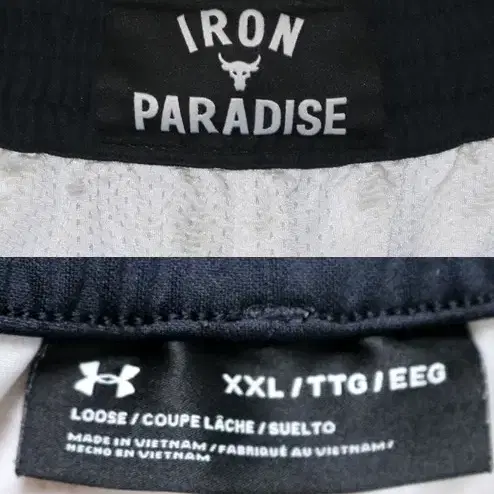 IRON
PARADISE
XXL/TTG/EEG
LOOSE/COUPE LÂCHE/SUELTO
MADE IN VIETNAM/FABRIQUÉ AU VIETNAM/
HECHO EN VIETNAM